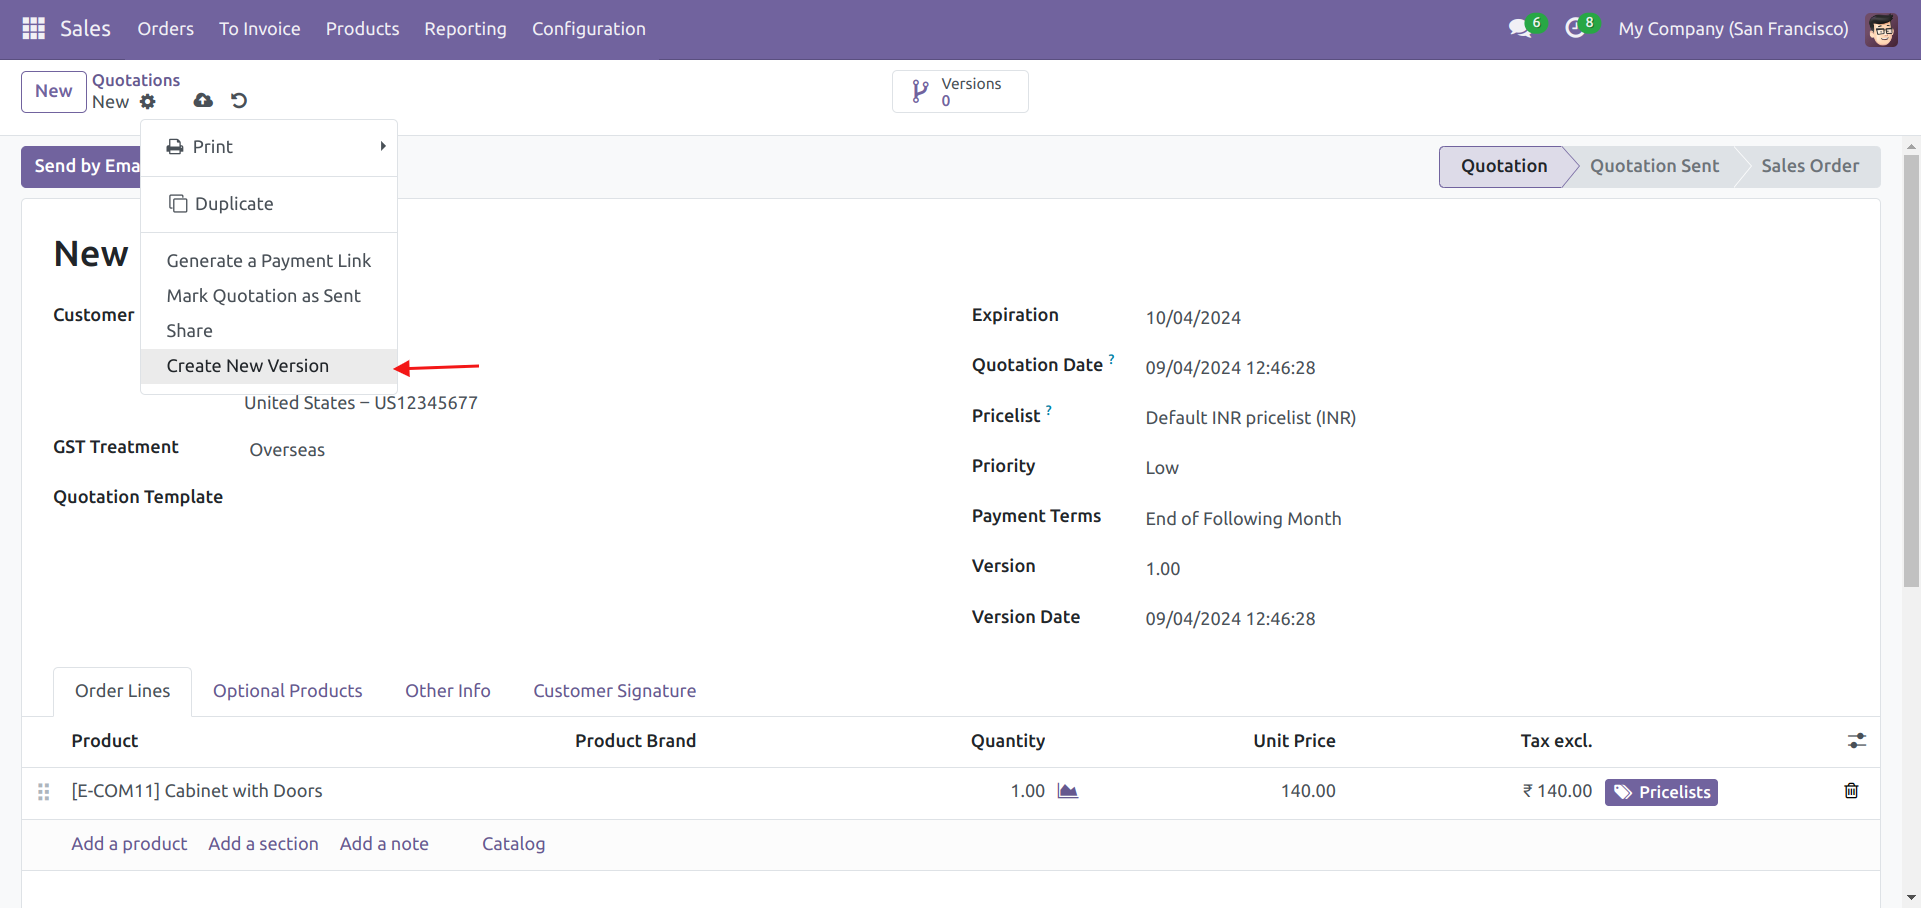 Sales Orders To Invoice Products Reporting Configuration 6 8 My Company (San Francisco)
New Quotations Versions
New 0
Print
Send by Ema Quotation Quotation Sent Sales Order
Duplicate
New
Generate a Payment Link
Mark Quotation as Sent
Share
Create New Version
Customer
United States – US12345677
GST Treatment Overseas
Quotation Template
Expiration 10/04/2024
Quotation Date ? 09/04/2024 12:46:28
Pricelist ? Default INR pricelist (INR)
Priority Low
Payment Terms End of Following Month
Version 1.00
Version Date 09/04/2024 12:46:28
Order Lines Optional Products Other Info Customer Signature
Product Product Brand Quantity Unit Price Tax excl.
[E-COM11] Cabinet with Doors 1.00 140.00 ₹ 140.00 Pricelists
Add a product Add a section Add a note Catalog